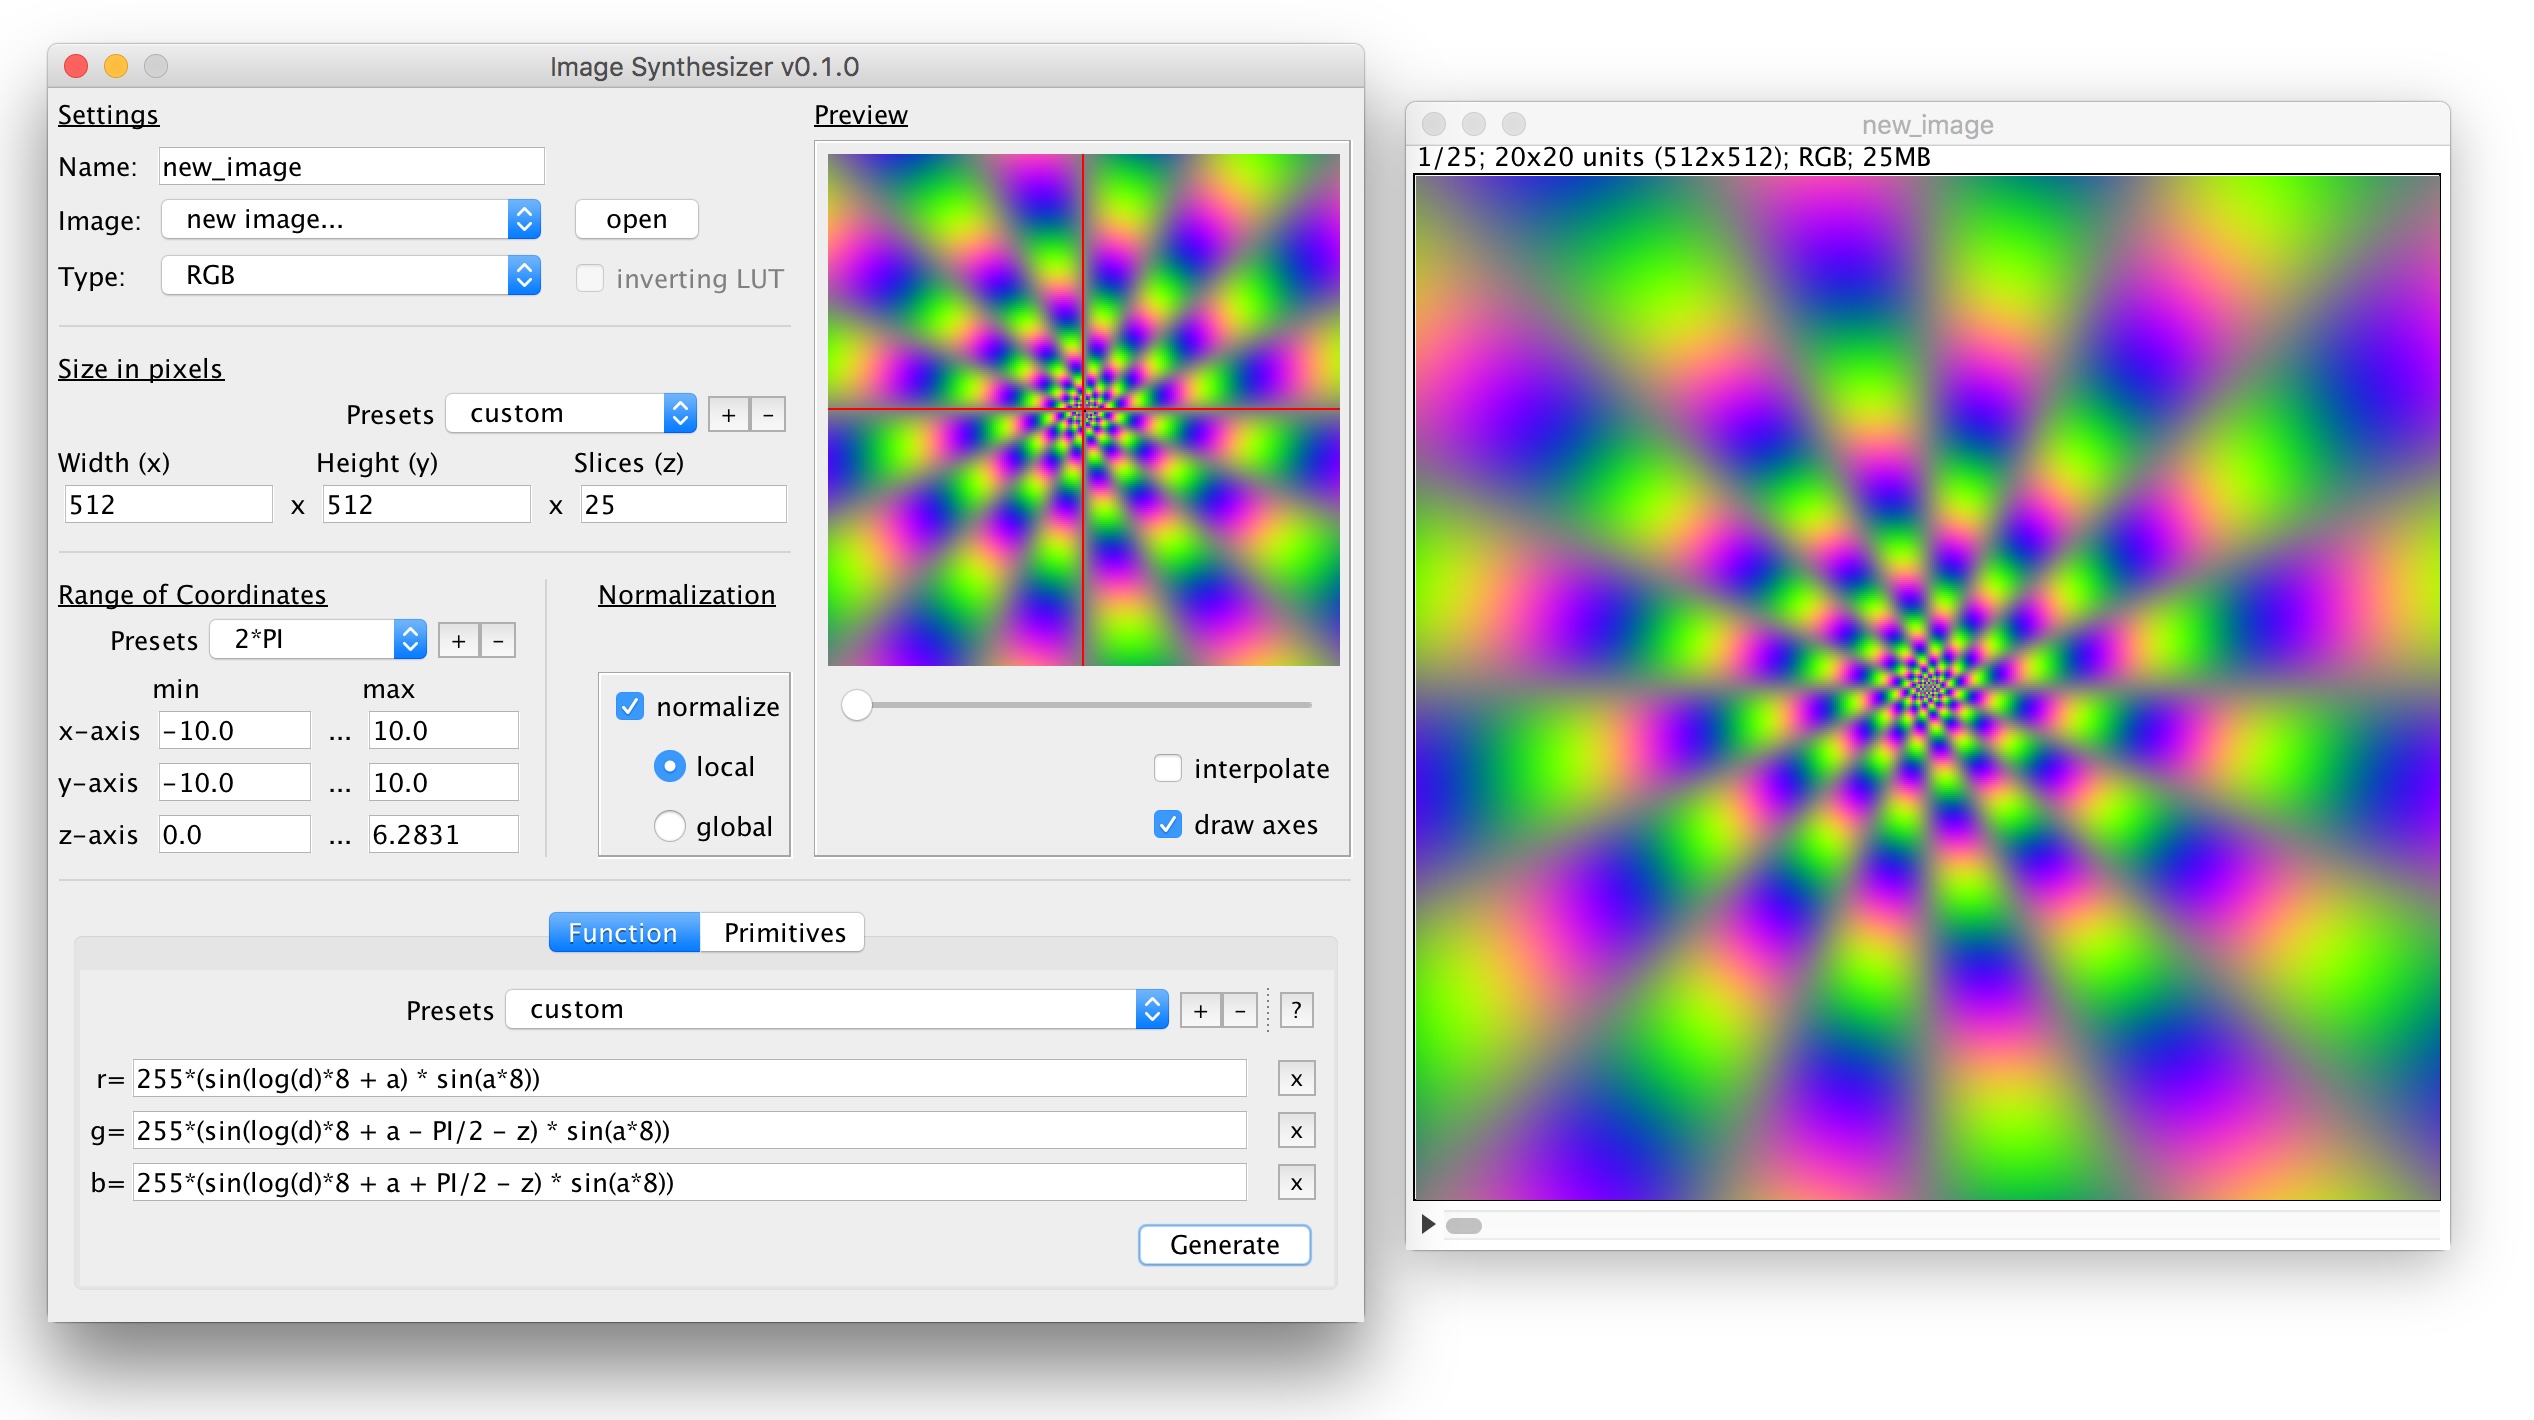 Image Synthesizer v0.1.0
Settings
Name: new_image
Image: new image... open
Type: RGB inverting LUT
Size in pixels
Presets custom + -
Width (x) Height (y) Slices (z)
512 x 512 x 25
Range of Coordinates
Presets 2*PI + -
min max
x-axis -10.0 ... 10.0
y-axis -10.0 ... 10.0
z-axis 0.0 ... 6.2831
Normalization
normalize
local
global
Preview
interpolate
draw axes
Function Primitives
Presets custom + - ?
r= 255*(sin(log(d)*8 + a) * sin(a*8)) x
g= 255*(sin(log(d)*8 + a - PI/2 - z) * sin(a*8)) x
b= 255*(sin(log(d)*8 + a + PI/2 - z) * sin(a*8)) x
Generate
new_image
1/25; 20x20 units (512x512); RGB; 25MB